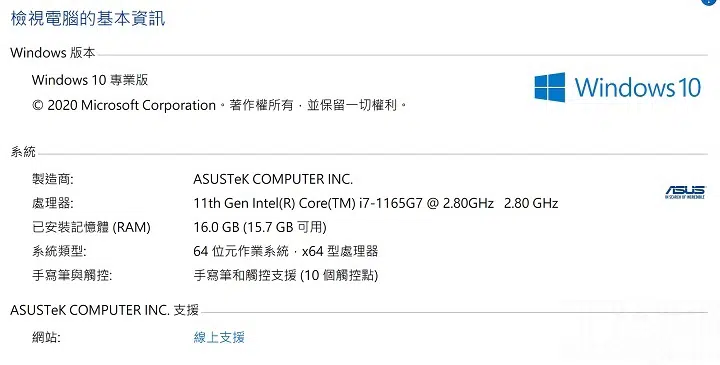 檢視電腦的基本資訊
Windows 版本
Windows 10 專業版
© 2020 Microsoft Corporation。著作權所有，並保留一切權利。
Windows 10
系統
製造商: ASUSTeK COMPUTER INC.
處理器: 11th Gen Intel(R) Core(TM) i7-1165G7 @ 2.80GHz 2.80 GHz
已安裝記憶體 (RAM) 16.0 GB (15.7 GB 可用)
系統類型: 64 位元作業系統，x64 型處理器
手寫筆與觸控: 手寫筆和觸控支援 (10 個觸控點)
ASUS
IN SEARCH OF INCREDIBLE
ASUSTeK COMPUTER INC. 支援
網站: 線上支援